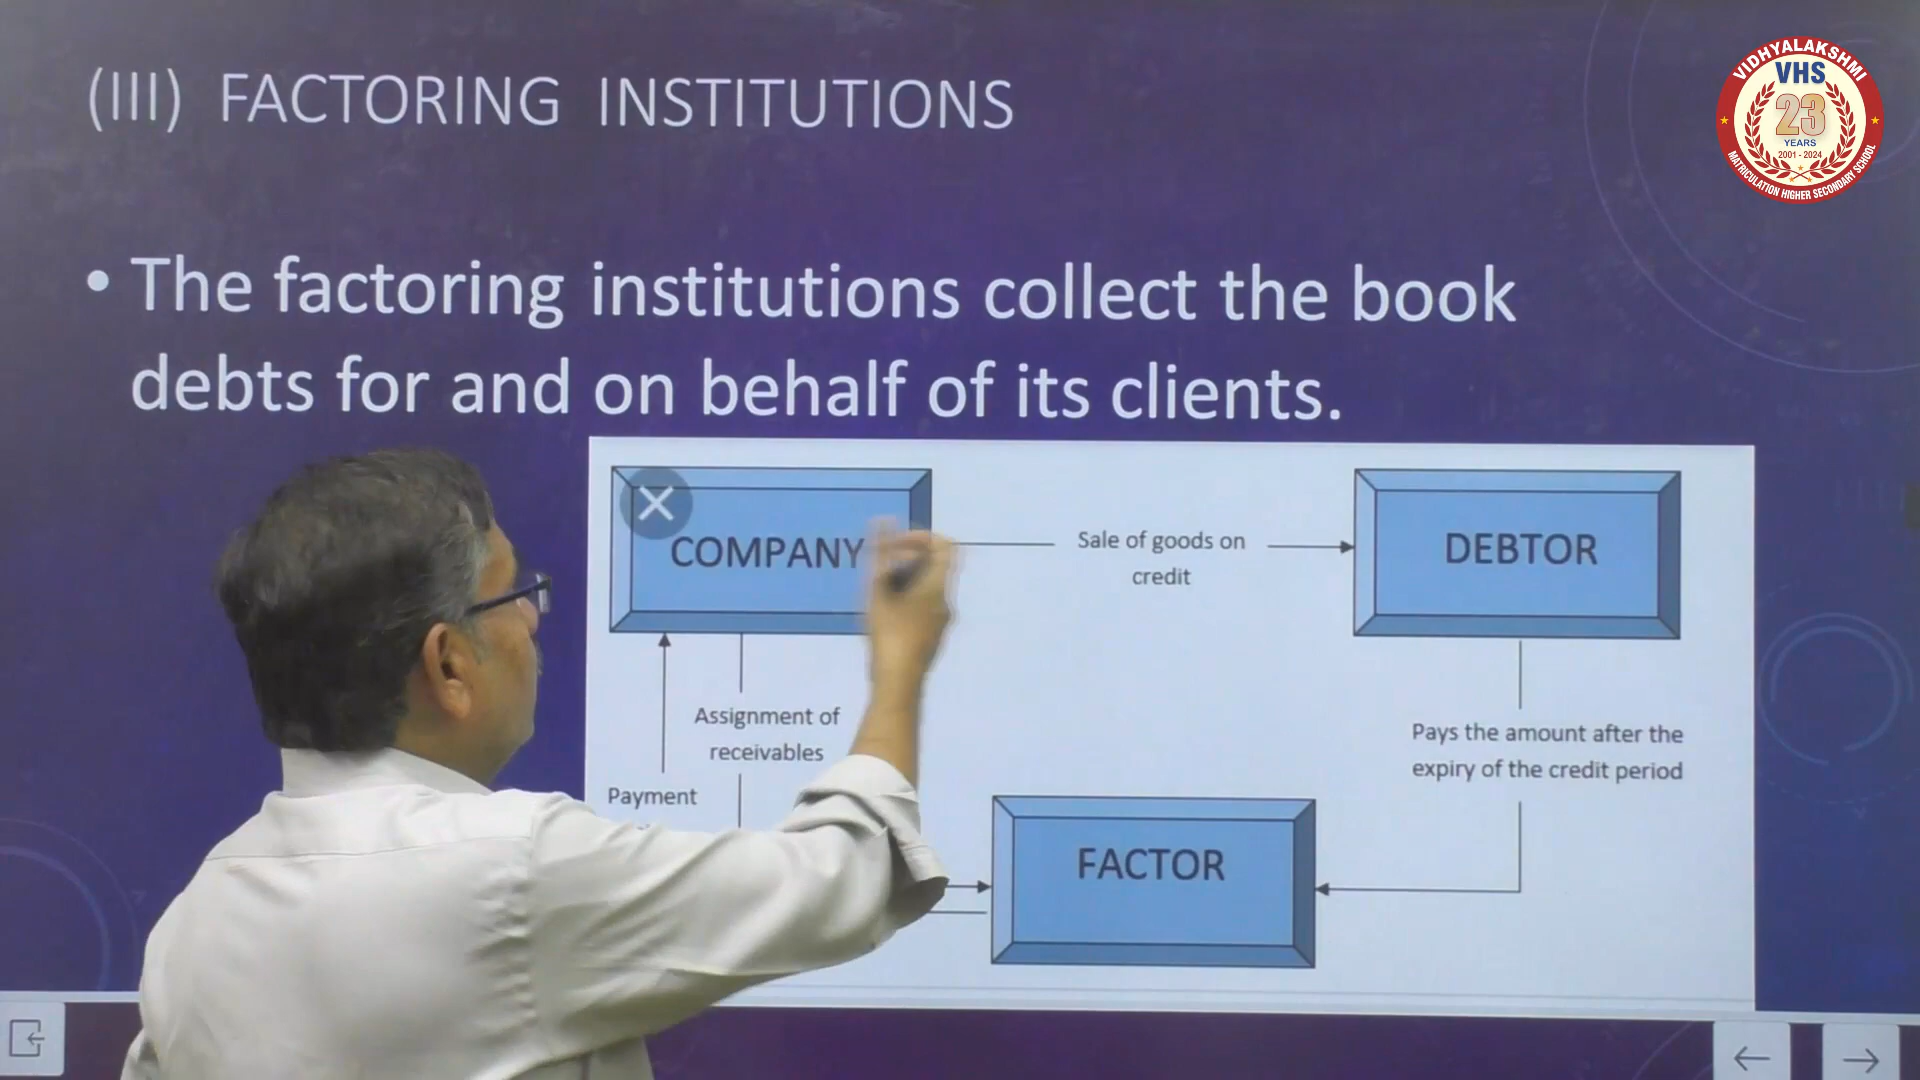 (III) FACTORING INSTITUTIONS
VIDHYALAKSHMI
VHS
23
YEARS
2001 - 2024
MATRICULATION HIGHER SECONDARY SCHOOL
• The factoring institutions collect the book
debts for and on behalf of its clients.
COMPANY
Sale of goods on
credit
DEBTOR
Assignment of
receivables
Payment
Pays the amount after the
expiry of the credit period
FACTOR